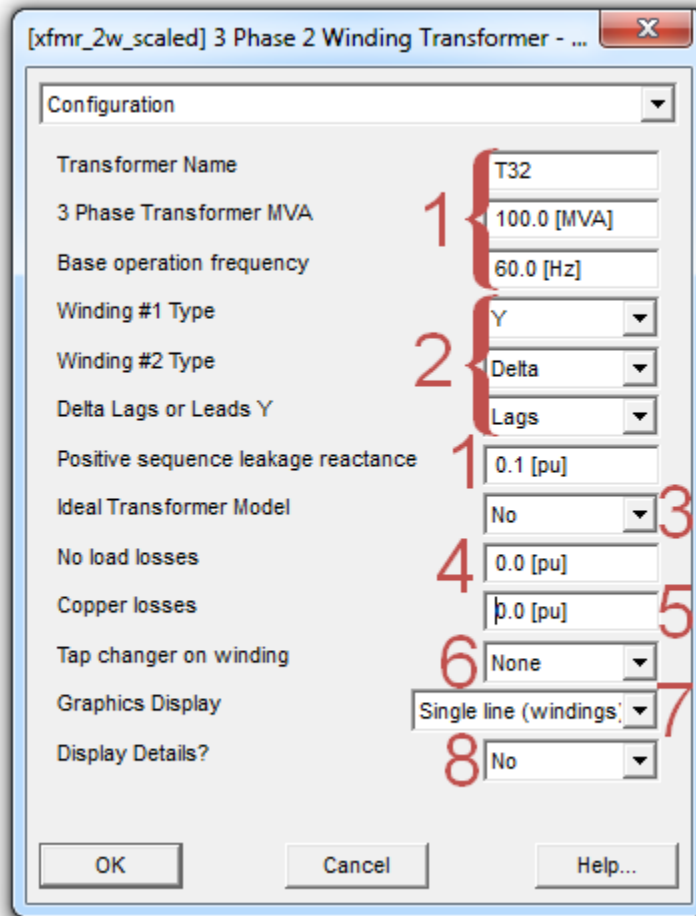 [xfmr_2w_scaled] 3 Phase 2 Winding Transformer - ... X
Configuration
Transformer Name T32
3 Phase Transformer MVA 1 100.0 [MVA]
Base operation frequency 60.0 [Hz]
Winding #1 Type Y
Winding #2 Type 2 Delta
Delta Lags or Leads Y Lags
Positive sequence leakage reactance 1 0.1 [pu]
Ideal Transformer Model No 3
No load losses 4 0.0 [pu]
Copper losses 0.0 [pu] 5
Tap changer on winding 6 None
Graphics Display Single line (windings) 7
Display Details? 8 No
OK Cancel Help...